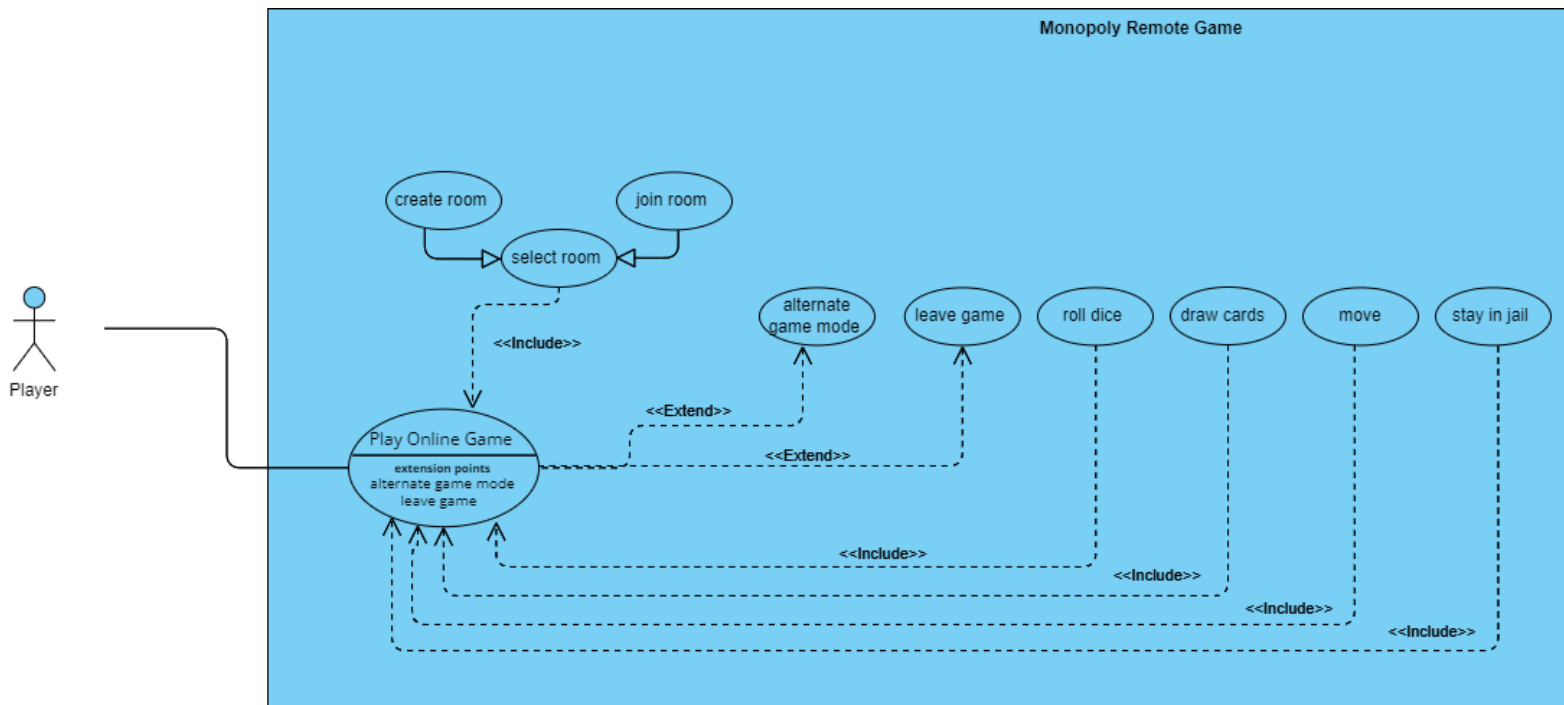 Monopoly Remote Game
create room
join room
select room
alternate
game mode
leave game
roll dice
draw cards
move
stay in jail
<<Include>>
Player
<<Extend>>
Play Online Game
<<Extend>>
extension points
alternate game mode
leave game
<<Include>>
<<Include>>
<<Include>>
<<Include>>